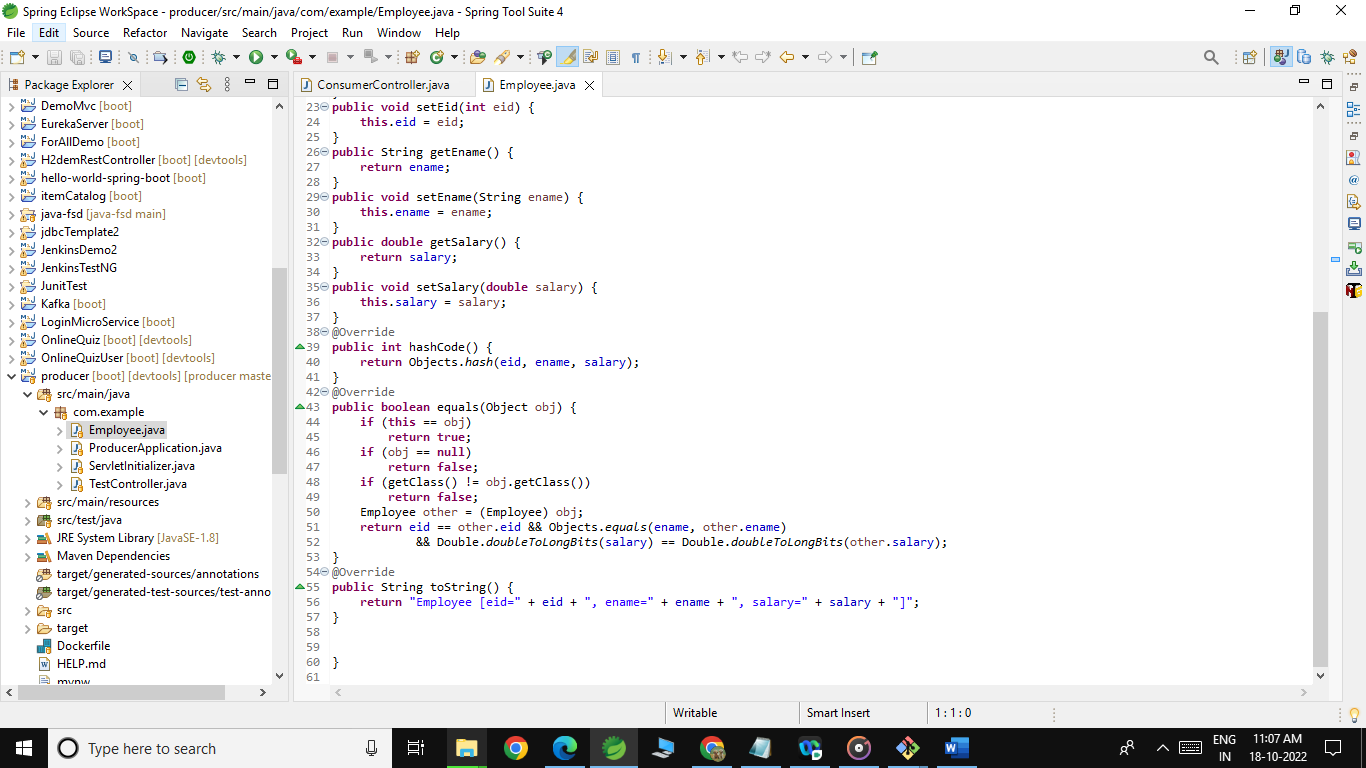 Spring Eclipse WorkSpace - producer/src/main/java/com/example/Employee.java - Spring Tool Suite 4
File Edit Source Refactor Navigate Search Project Run Window Help
Package Explorer
DemoMvc [boot]
EurekaServer [boot]
ForAllDemo [boot]
H2demRestController [boot] [devtools]
hello-world-spring-boot [boot]
itemCatalog [boot]
java-fsd [java-fsd main]
jdbcTemplate2
JenkinsDemo2
JenkinsTestNG
JunitTest
Kafka [boot]
LoginMicroService [boot]
OnlineQuiz [boot] [devtools]
OnlineQuizUser [boot] [devtools]
producer [boot] [devtools] [producer maste
src/main/java
com.example
Employee.java
ProducerApplication.java
ServletInitializer.java
TestController.java
src/main/resources
src/test/java
JRE System Library [JavaSE-1.8]
Maven Dependencies
target/generated-sources/annotations
target/generated-test-sources/test-anno
src
target
Dockerfile
HELP.md
mvnw
ConsumerController.java Employee.java
23 public void setEid(int eid) {
24     this.eid = eid;
25 }
26 public String getEname() {
27     return ename;
28 }
29 public void setEname(String ename) {
30     this.ename = ename;
31 }
32 public double getSalary() {
33     return salary;
34 }
35 public void setSalary(double salary) {
36     this.salary = salary;
37 }
38 @Override
39 public int hashCode() {
40     return Objects.hash(eid, ename, salary);
41 }
42 @Override
43 public boolean equals(Object obj) {
44     if (this == obj)
45         return true;
46     if (obj == null)
47         return false;
48     if (getClass() != obj.getClass())
49         return false;
50     Employee other = (Employee) obj;
51     return eid == other.eid && Objects.equals(ename, other.ename)
52             && Double.doubleToLongBits(salary) == Double.doubleToLongBits(other.salary);
53 }
54 @Override
55 public String toString() {
56     return "Employee [eid=" + eid + ", ename=" + ename + ", salary=" + salary + "]";
57 }
58
59
60 }
61
Writable Smart Insert 1 : 1 : 0
Type here to search
ENG 11:07 AM
IN 18-10-2022